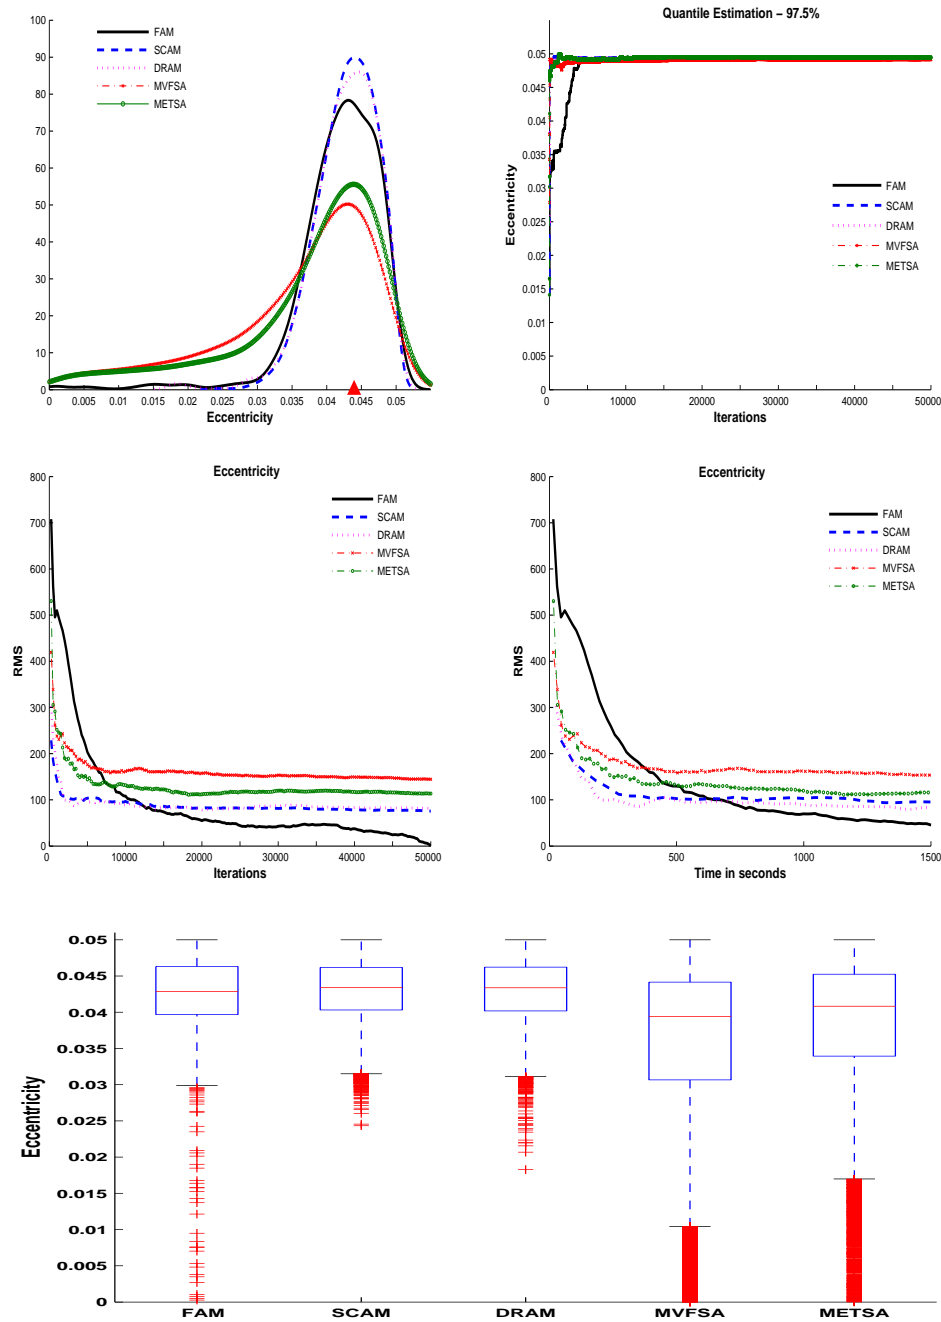 100
90
80
70
60
50
40
30
20
10
0
FAM
SCAM
DRAM
MVFSA
METSA
0 0.005 0.01 0.015 0.02 0.025 0.03 0.035 0.04 0.045 0.05
Eccentricity
Quantile Estimation – 97.5%
Eccentricity
0.05
0.045
0.04
0.035
0.03
0.025
0.02
0.015
0.01
0.005
0
FAM
SCAM
DRAM
MVFSA
METSA
10000 20000 30000 40000 50000
Iterctions
Eccentricity
RMS
800
700
600
500
400
300
200
100
0
FAM
SCAM
DRAM
MVFSA
METSA
0 10000 20000 30000 40000 50000
Iterations
Eccentricity
RMS
800
700
600
500
400
300
200
100
0
FAM
SCAM
DRAM
MVFSA
METSA
0 500 1000 1500
Time in seconds
Eccentricity
0.05
0.045
0.04
0.035
0.03
0.025
0.02
0.015
0.01
0.005
0
FAM SCAM DRAM MVFSA METSA